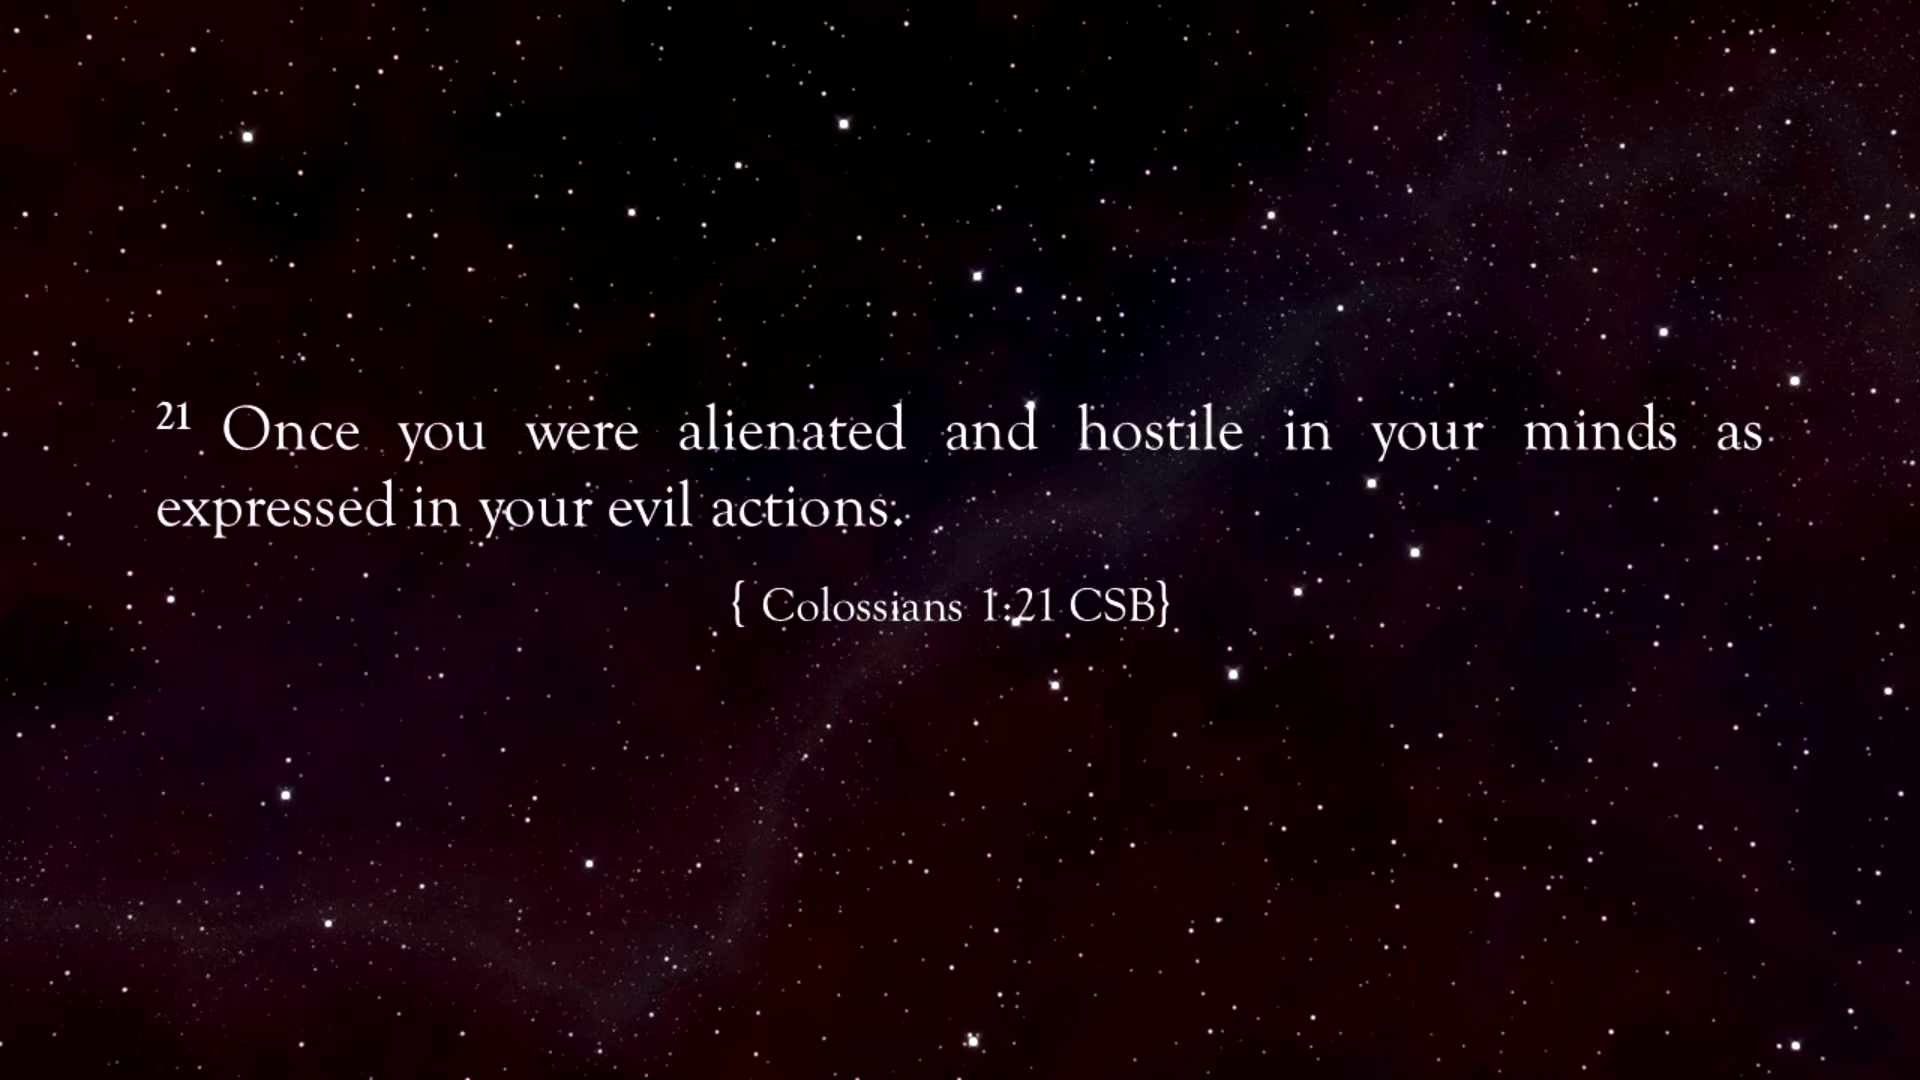 21 Once you were alienated and hostile in your minds as
expressed in your evil actions.
{ Colossians 1:21 CSB}